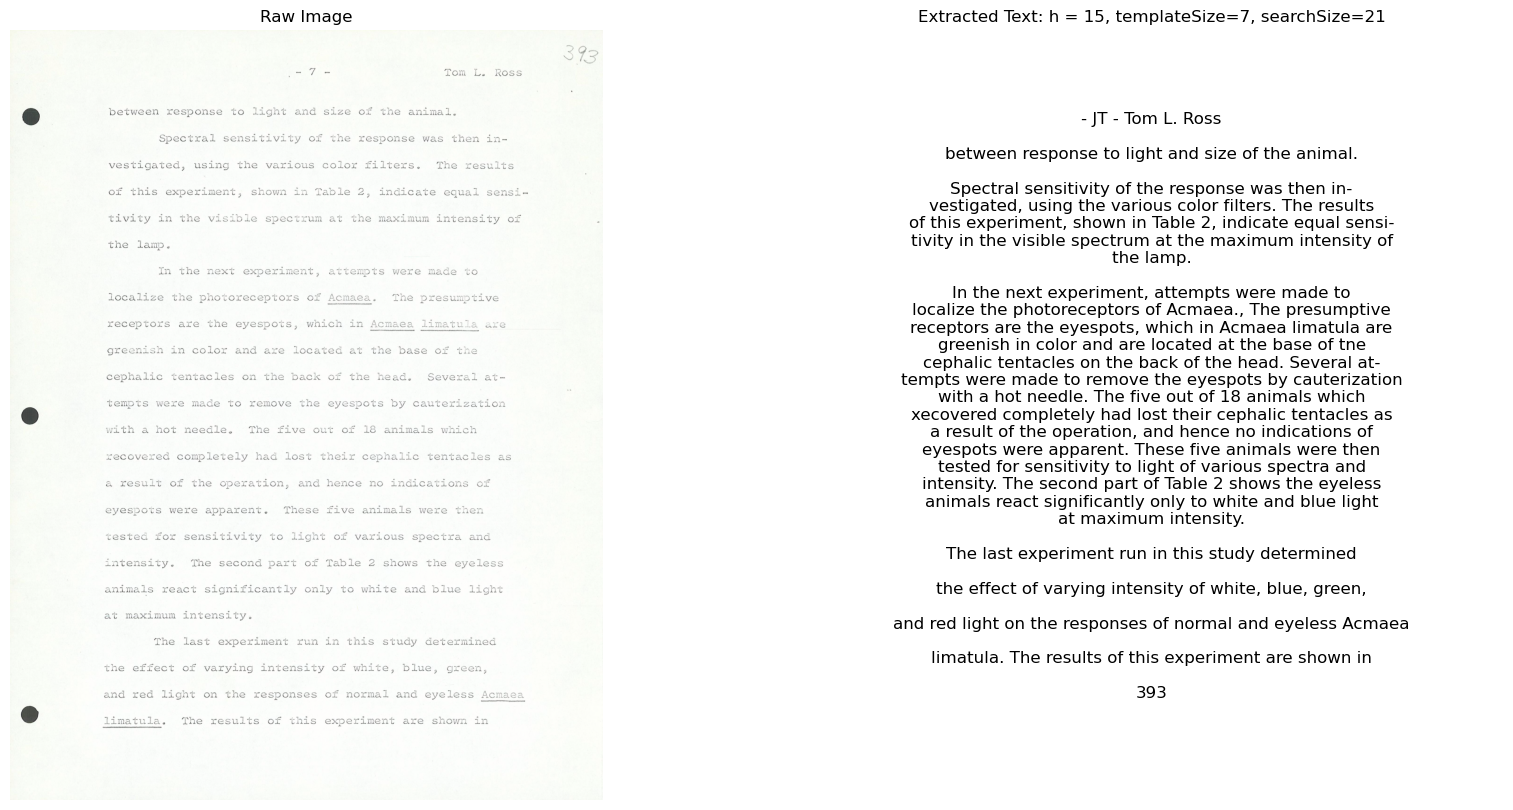 Raw Image
393
- 7 - Tom L. Ross
between response to light and size of the animal.
Spectral sensitivity of the response was then in-
vestigated, using the various color filters. The results
of this experiment, shown in Table 2, indicate equal sensi-
tivity in the visible spectrum at the maximum intensity of
the lamp.
In the next experiment, attempts were made to
localize the photoreceptors of Acmaea. The presumptive
receptors are the eyespots, which in Acmaea limatula are
greenish in color and are located at the base of the
cephalic tentacles on the back of the head. Several at-
tempts were made to remove the eyespots by cauterization
with a hot needle. The five out of 18 animals which
recovered completely had lost their cephalic tentacles as
a result of the operation, and hence no indications of
eyespots were apparent. These five animals were then
tested for sensitivity to light of various spectra and
intensity. The second part of Table 2 shows the eyeless
animals react significantly only to white and blue light
at maximum intensity.
The last experiment run in this study determined
the effect of varying intensity of white, blue, green,
and red light on the responses of normal and eyeless Acmaea
limatula. The results of this experiment are shown in
Extracted Text: h = 15, templateSize=7, searchSize=21
- JT - Tom L. Ross
between response to light and size of the animal.
Spectral sensitivity of the response was then in-
vestigated, using the various color filters. The results
of this experiment, shown in Table 2, indicate equal sensi-
tivity in the visible spectrum at the maximum intensity of
the lamp.
In the next experiment, attempts were made to
localize the photoreceptors of Acmaea., The presumptive
receptors are the eyespots, which in Acmaea limatula are
greenish in color and are located at the base of tne
cephalic tentacles on the back of the head. Several at-
tempts were made to remove the eyespots by cauterization
with a hot needle. The five out of 18 animals which
xecovered completely had lost their cephalic tentacles as
a result of the operation, and hence no indications of
eyespots were apparent. These five animals were then
tested for sensitivity to light of various spectra and
intensity. The second part of Table 2 shows the eyeless
animals react significantly only to white and blue light
at maximum intensity.
The last experiment run in this study determined
the effect of varying intensity of white, blue, green,
and red light on the responses of normal and eyeless Acmaea
limatula. The results of this experiment are shown in
393